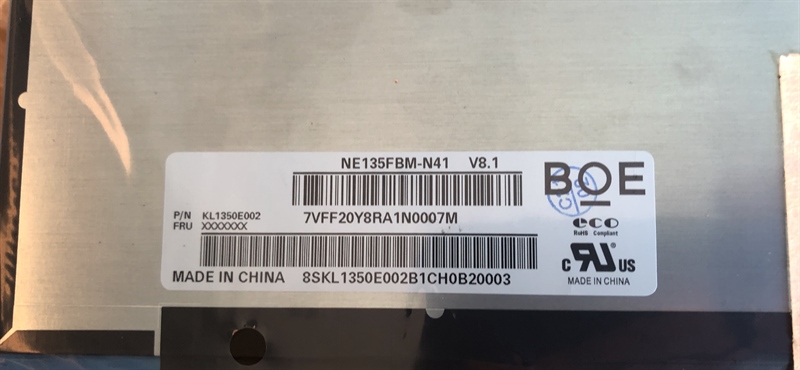 NE135FBM-N41 V8.1
BOE
P/N KL1350E002
7VFF20Y8RA1N0007M
FRU XXXXXXX
eco
RoHS Compliant
c RU US
MADE IN CHINA 8SKL1350E002B1CH0B20003
MADE IN CHINA